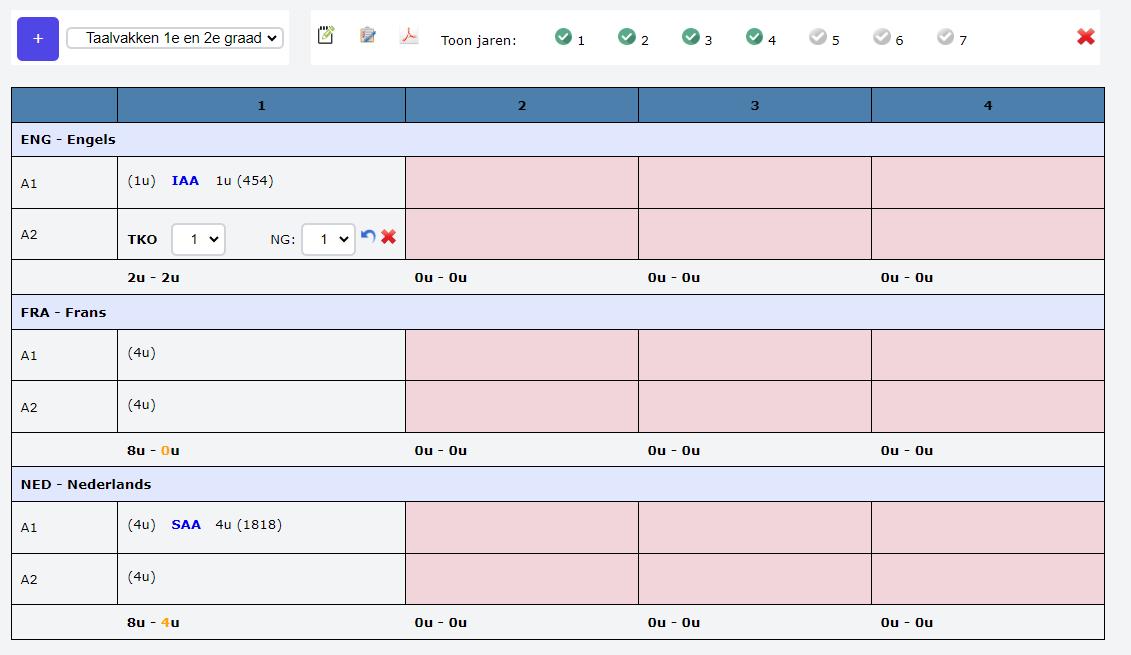 + Taalvakken 1e en 2e graad Toon jaren: 1 2 3 4 5 6 7
1 2 3 4
ENG - Engels
A1 (1u) IAA 1u (454)
A2 TKO 1 NG: 1
2u - 2u 0u - 0u 0u - 0u 0u - 0u
FRA - Frans
A1 (4u)
A2 (4u)
8u - 0u 0u - 0u 0u - 0u 0u - 0u
NED - Nederlands
A1 (4u) SAA 4u (1818)
A2 (4u)
8u - 4u 0u - 0u 0u - 0u 0u - 0u